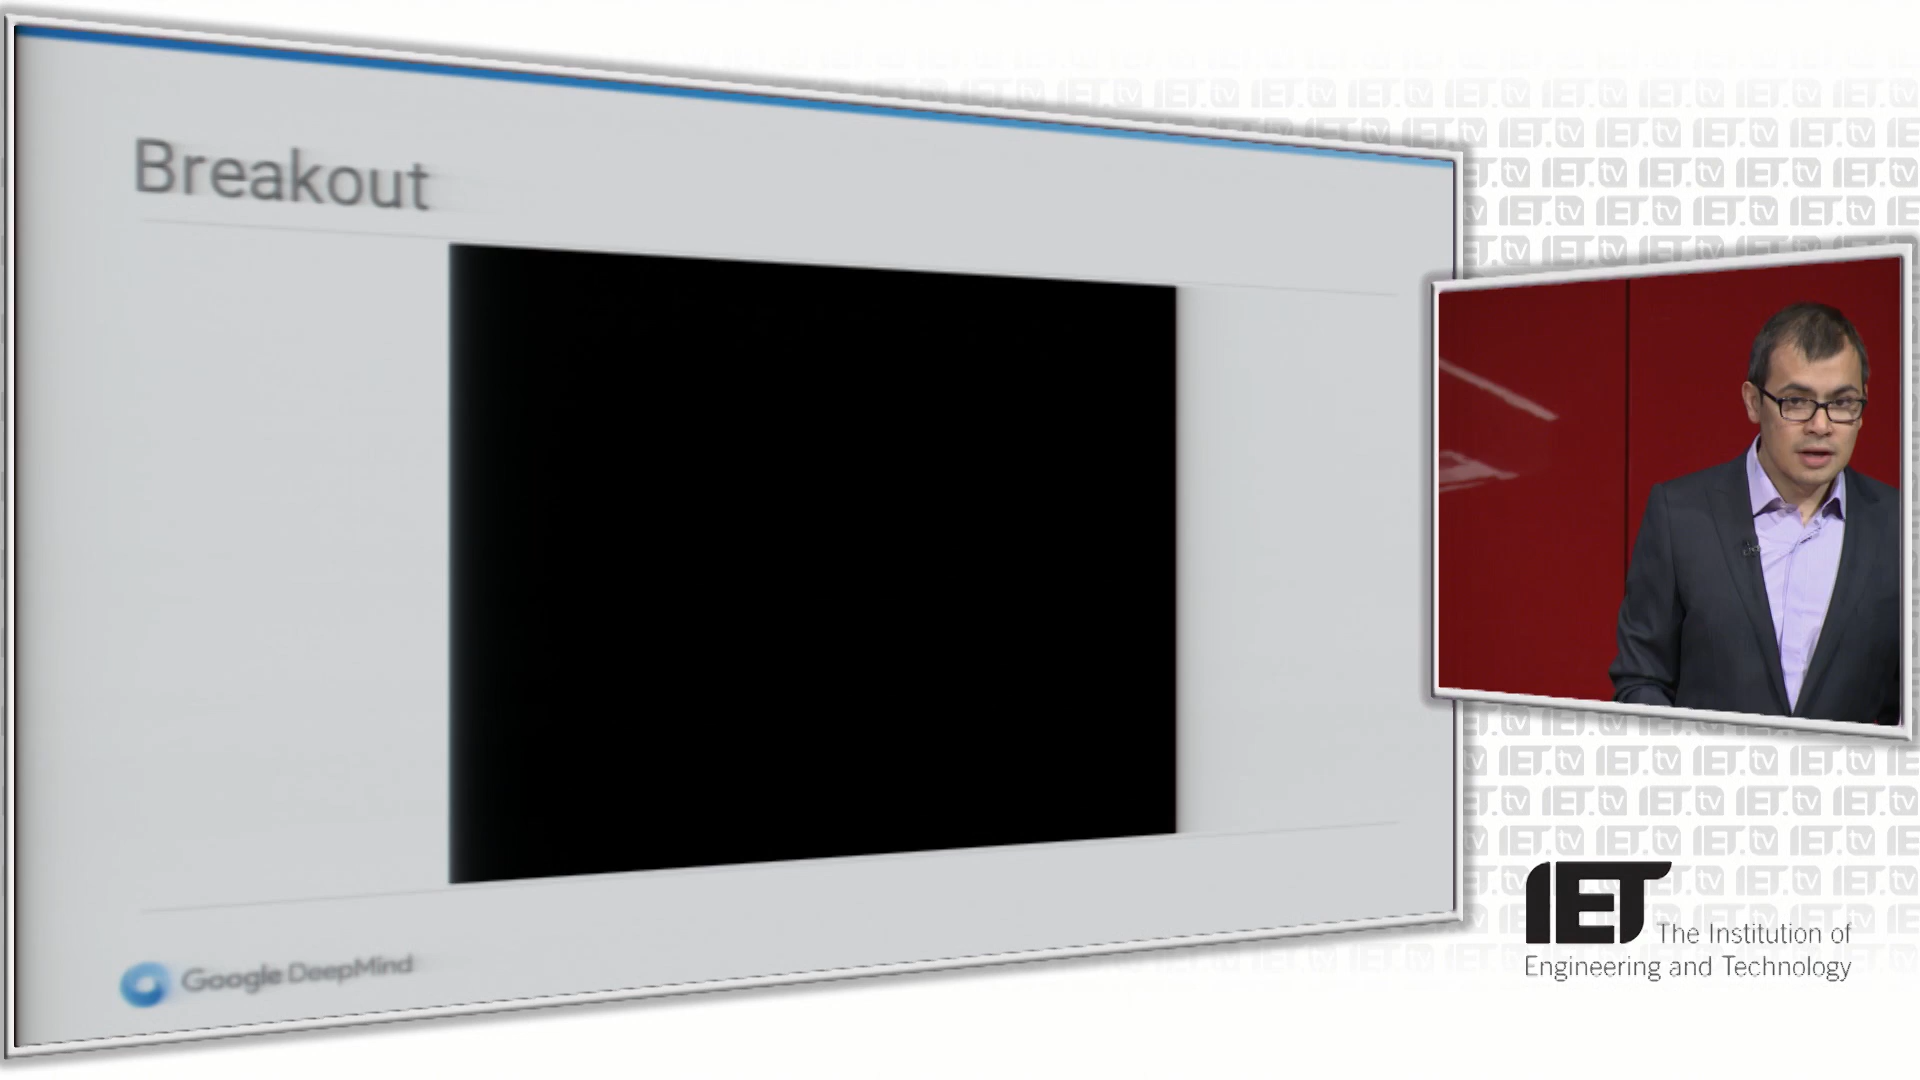 Breakout
Google DeepMind
IET The Institution of
Engineering and Technology
IET.tv